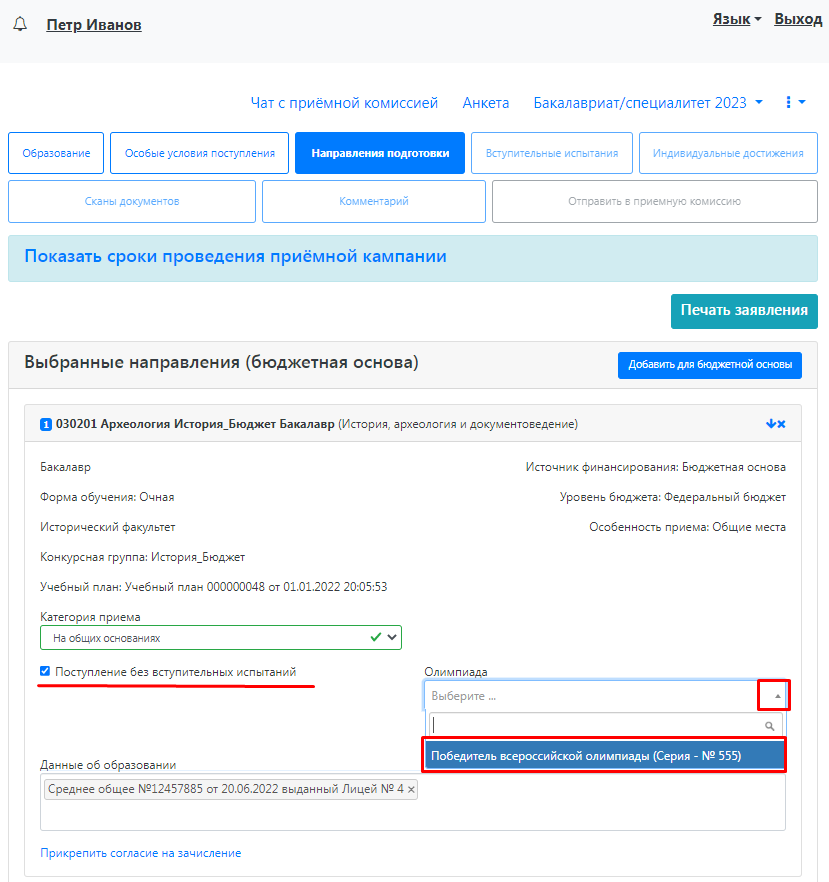 Петр Иванов
Язык
Выход
Чат с приёмной комиссией
Анкета
Бакалавриат/специалитет 2023
Образование
Особые условия поступления
Направления подготовки
Вступительные испытания
Индивидуальные достижения
Сканы документов
Комментарий
Отправить в приемную комиссию
Показать сроки проведения приёмной кампании
Печать заявления
Выбранные направления (бюджетная основа)
Добавить для бюджетной основы
1 030201 Археология История_Бюджет Бакалавр (История, археология и документоведение)
Бакалавр
Источник финансирования: Бюджетная основа
Форма обучения: Очная
Уровень бюджета: Федеральный бюджет
Исторический факультет
Особенность приема: Общие места
Конкурсная группа: История_Бюджет
Учебный план: Учебный план 000000048 от 01.01.2022 20:05:53
Категория приема
На общих основаниях
Поступление без вступительных испытаний
Олимпиада
Выберите ...
Победитель всероссийской олимпиады (Серия - № 555)
Данные об образовании
Среднее общее №12457885 от 20.06.2022 выданный Лицей № 4 ×
Прикрепить согласие на зачисление